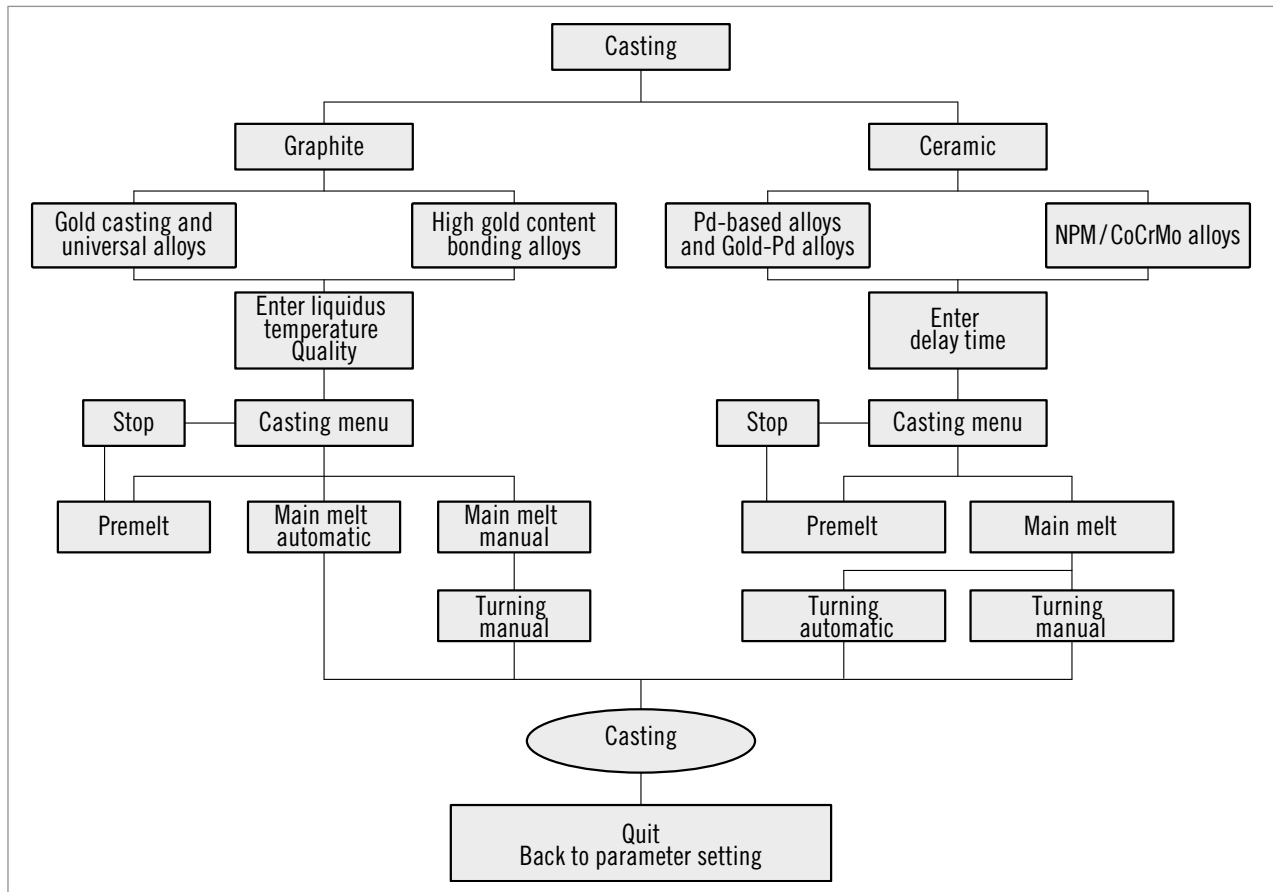 Casting
Graphite
Ceramic
Gold casting and
universal alloys
High gold content
bonding alloys
Pd-based alloys
and Gold-Pd alloys
NPM / CoCrMo alloys
Enter liquidus
temperature
Quality
Enter
delay time
Stop
Casting menu
Stop
Casting menu
Premelt
Main melt
automatic
Main melt
manual
Premelt
Main melt
Turning
manual
Turning
automatic
Turning
manual
Casting
Quit
Back to parameter setting